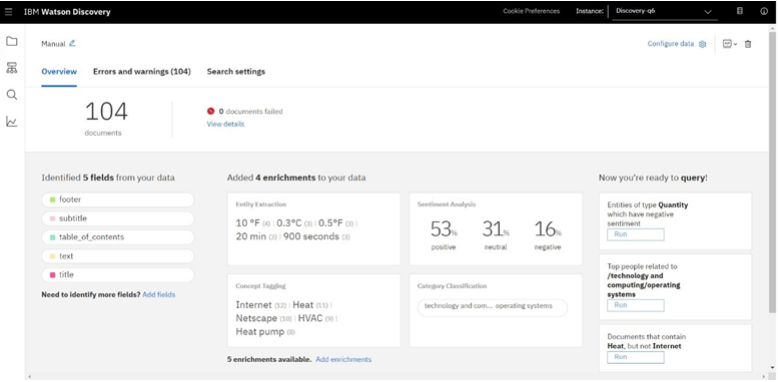 IBM Watson Discovery
Cookie Preferences
Instance:
Discovery-q6
Manual
Configure data
Overview
Errors and warnings (104)
Search settings
104
documents
0 documents failed
View details
Identified 5 fields from your data
footer
subtitle
table_of_contents
text
title
Need to identify more fields? Add fields
Added 4 enrichments to your data
Entity Extraction
10 °F (4) | 0.3°C (3) | 0.5°F (3) |
20 min (3) | 900 seconds (3)
Sentiment Analysis
53% 31% 16%
positive neutral negative
Concept Tagging
Internet (12) | Heat (11) |
Netscape (10) | HVAC (9) |
Heat pump (8)
Category Classification
technology and com... operating systems
5 enrichments available. Add enrichments
Now you're ready to query!
Entities of type Quantity
which have negative
sentiment
Run
Top people related to
/technology and
computing/operating
systems
Run
Documents that contain
Heat, but not Internet
Run